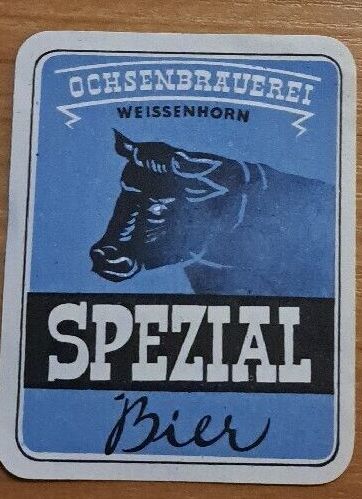 OCHSENBRAUEREI
WEISSENHORN
SPEZIAL
Bier